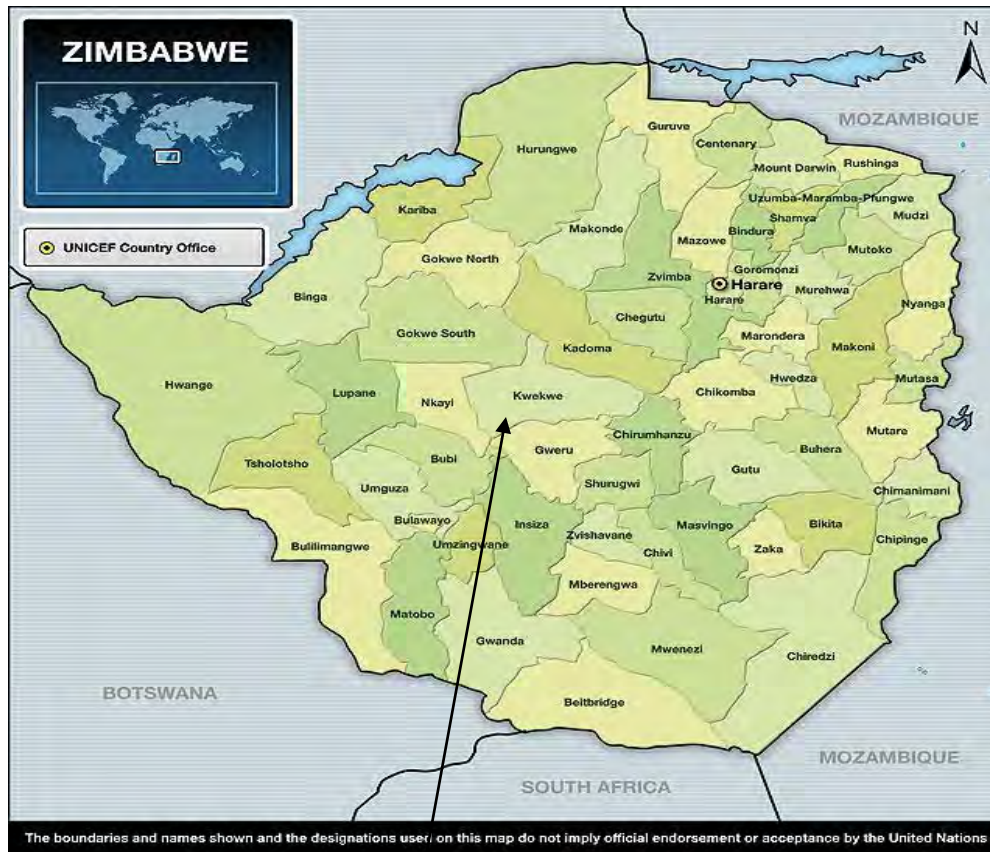 ZIMBABWE
N
UNICEF Country Office
MOZAMBIQUE
Hurungwe
Guruve
Centenary
Mount Darwin
Rushinga
Uzumba-Maramba-Pfungwe
Kariba
Makonde
Mazowe
Bindura
Shamva
Mudzi
Mutoko
Gokwe North
Zvimba
Goromonzi
Harare
Harare
Murehwa
Nyanga
Binga
Chegutu
Gokwe South
Kadoma
Marondera
Makoni
Hwange
Lupane
Nkayi
Kwekwe
Chikomba
Hwedza
Mutasa
Mutare
Chirumhanzu
Gweru
Buhera
Bubi
Tsholotsho
Gutu
Umguza
Shurugwi
Chimanimani
Bulawayo
Insiza
Masvingo
Bikita
Bulilimangwe
Umzingwane
Zvishavane
Chivi
Zaka
Chipinge
Mberengwa
Matobo
Gwanda
Mwenezi
Chiredzi
BOTSWANA
Beitbridge
MOZAMBIQUE
SOUTH AFRICA
The boundaries and names shown and the designations used on this map do not imply official endorsement or acceptance by the United Nations